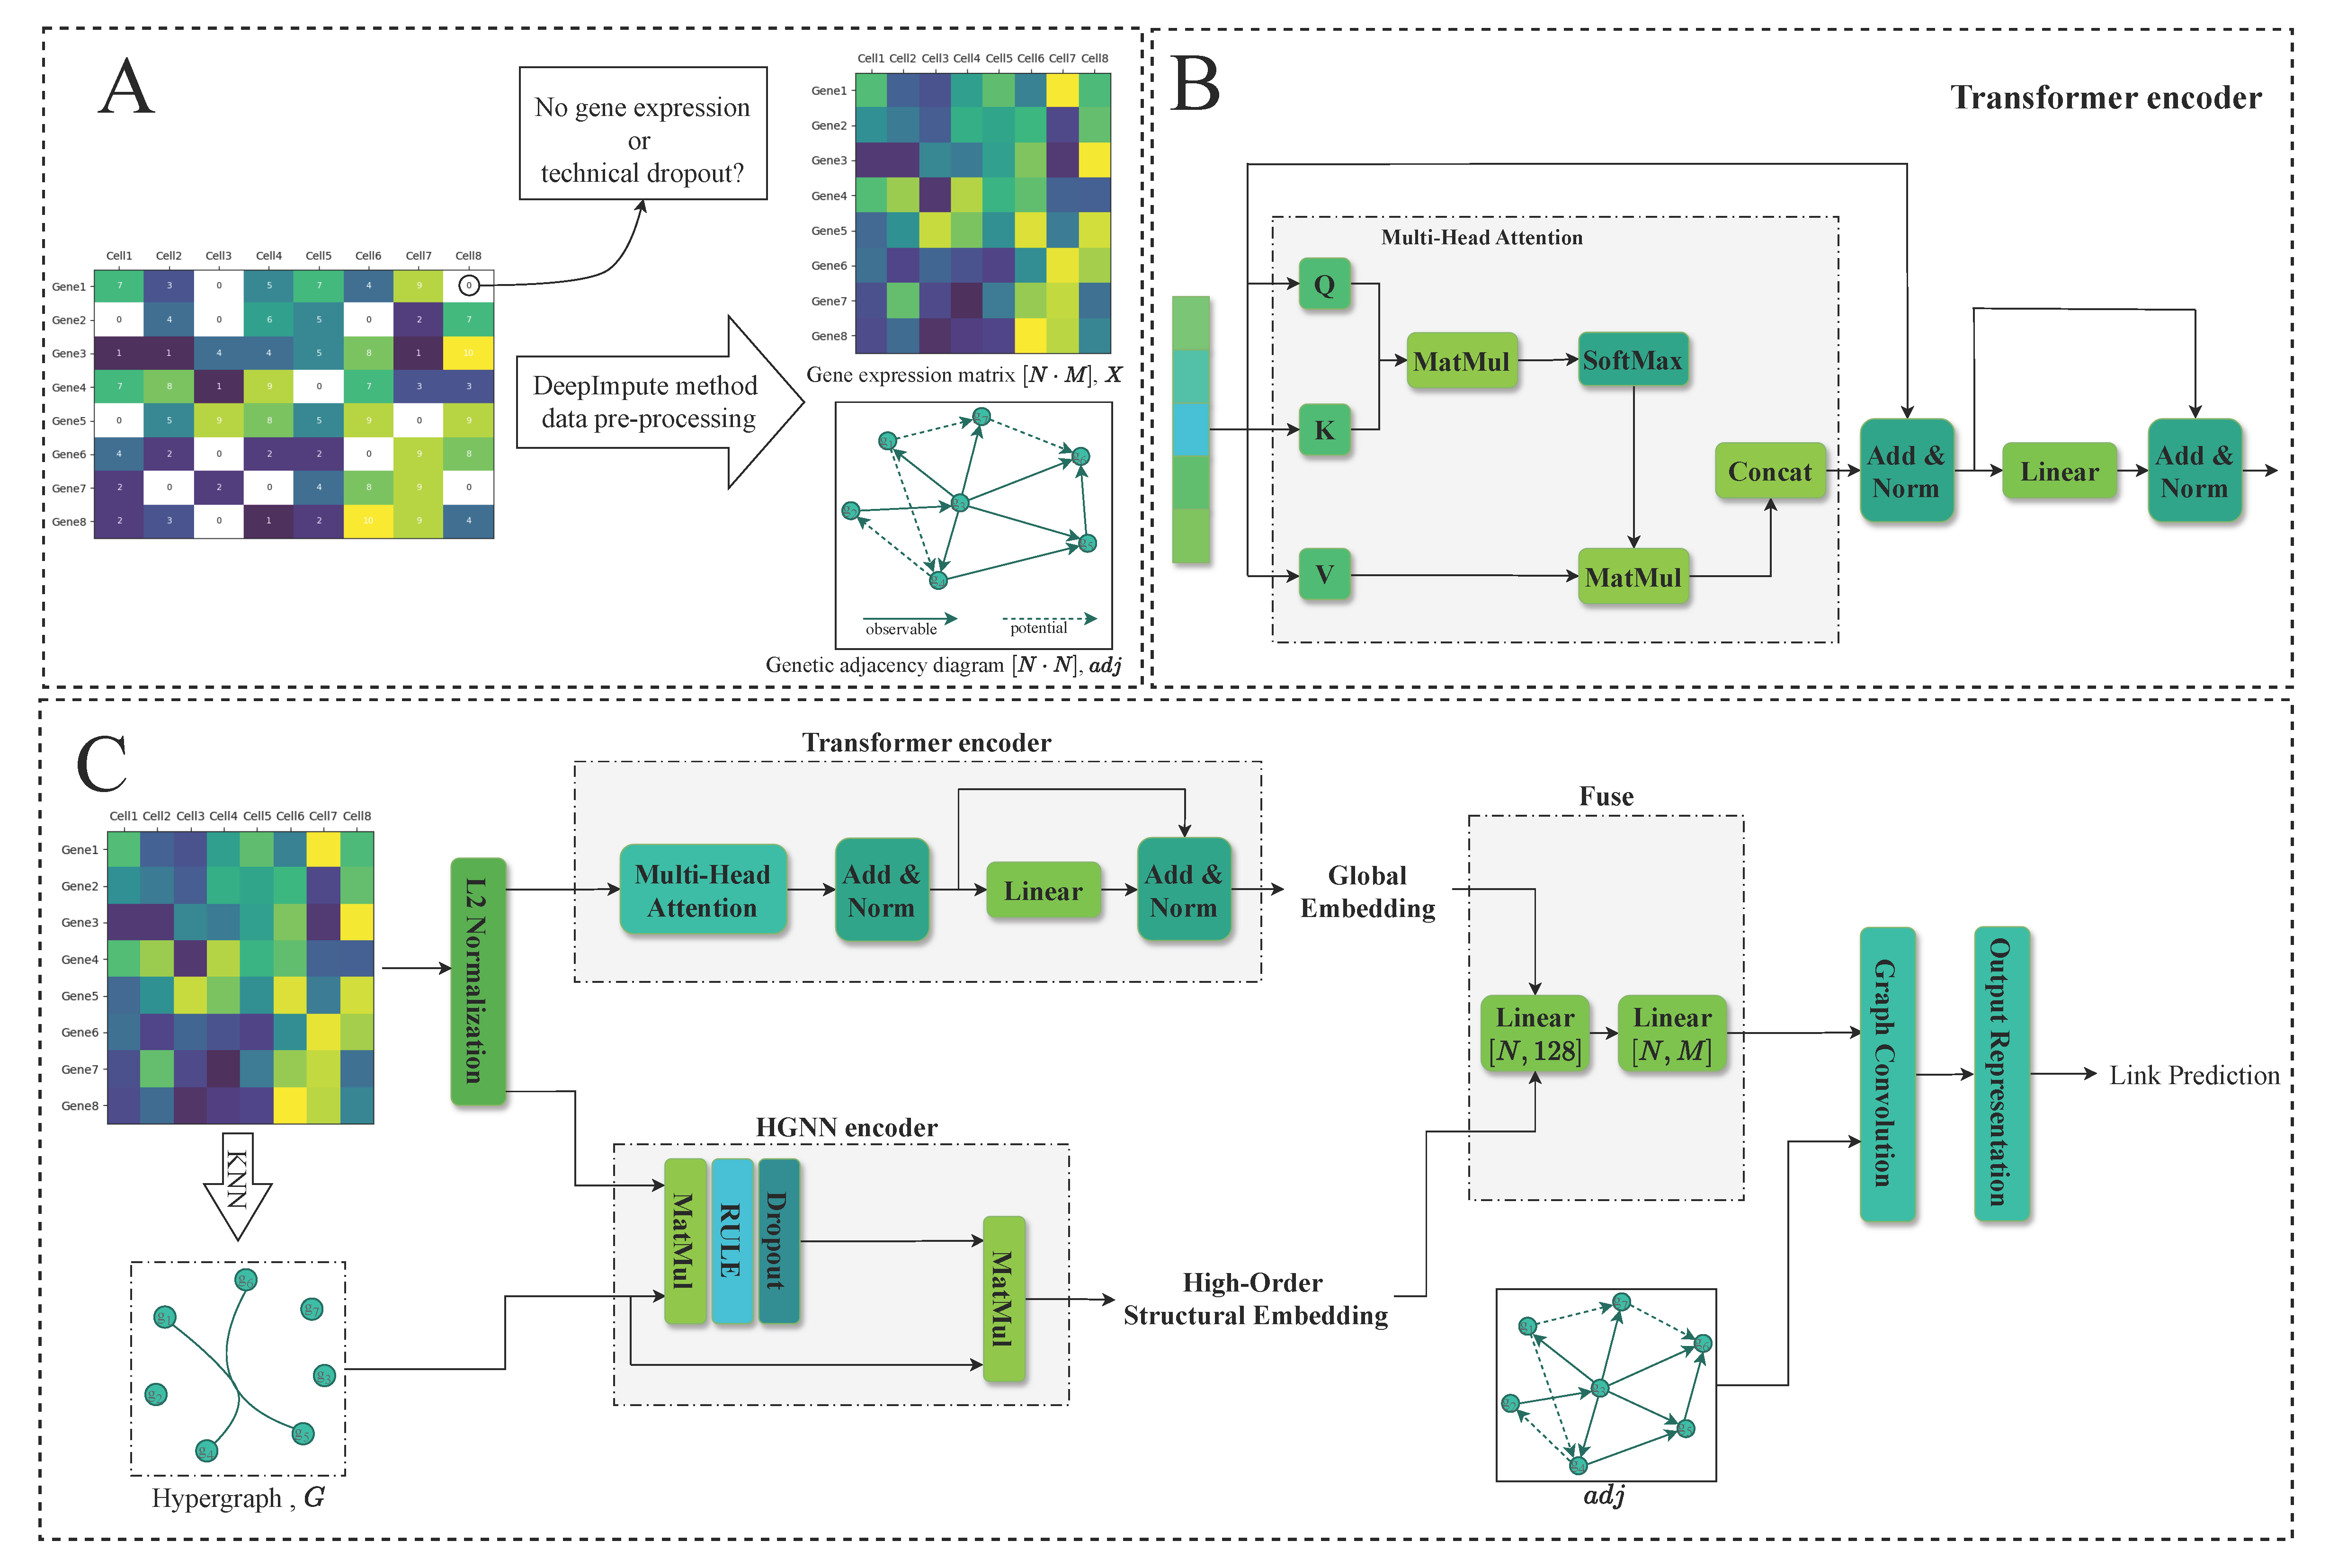 A
No gene expression
or
technical dropout?
Cell1 Cell2 Cell3 Cell4 Cell5 Cell6 Cell7 Cell8
Gene1 7 3 0 5 7 4 9 0
Gene2 0 4 0 6 5 0 2 7
Gene3 1 1 4 4 5 8 1 10
Gene4 7 8 1 9 0 7 3 3
Gene5 0 5 9 8 5 9 0 9
Gene6 4 2 0 2 2 0 9 8
Gene7 2 0 2 0 4 8 9 0
Gene8 2 3 0 1 2 10 9 4
DeepImpute method
data pre-processing
Cell1 Cell2 Cell3 Cell4 Cell5 Cell6 Cell7 Cell8
Gene1
Gene2
Gene3
Gene4
Gene5
Gene6
Gene7
Gene8
Gene expression matrix [N · M], X
observable potential
Genetic adjacency diagram [N · N], adj
B
Transformer encoder
Multi-Head Attention
Q
K
V
MatMul
SoftMax
MatMul
Concat
Add &
Norm
Linear
Add &
Norm
C
Cell1 Cell2 Cell3 Cell4 Cell5 Cell6 Cell7 Cell8
Gene1
Gene2
Gene3
Gene4
Gene5
Gene6
Gene7
Gene8
KNN
g6
g7
g1
g3
g2
g5
g4
Hypergraph , G
L2 Normalization
Transformer encoder
Multi-Head
Attention
Add &
Norm
Linear
Add &
Norm
Global
Embedding
HGNN encoder
MatMul
RULE
Dropout
MatMul
High-Order
Structural Embedding
Fuse
Linear
[N, 128]
Linear
[N, M]
adj
Graph Convolution
Output Representation
Link Prediction